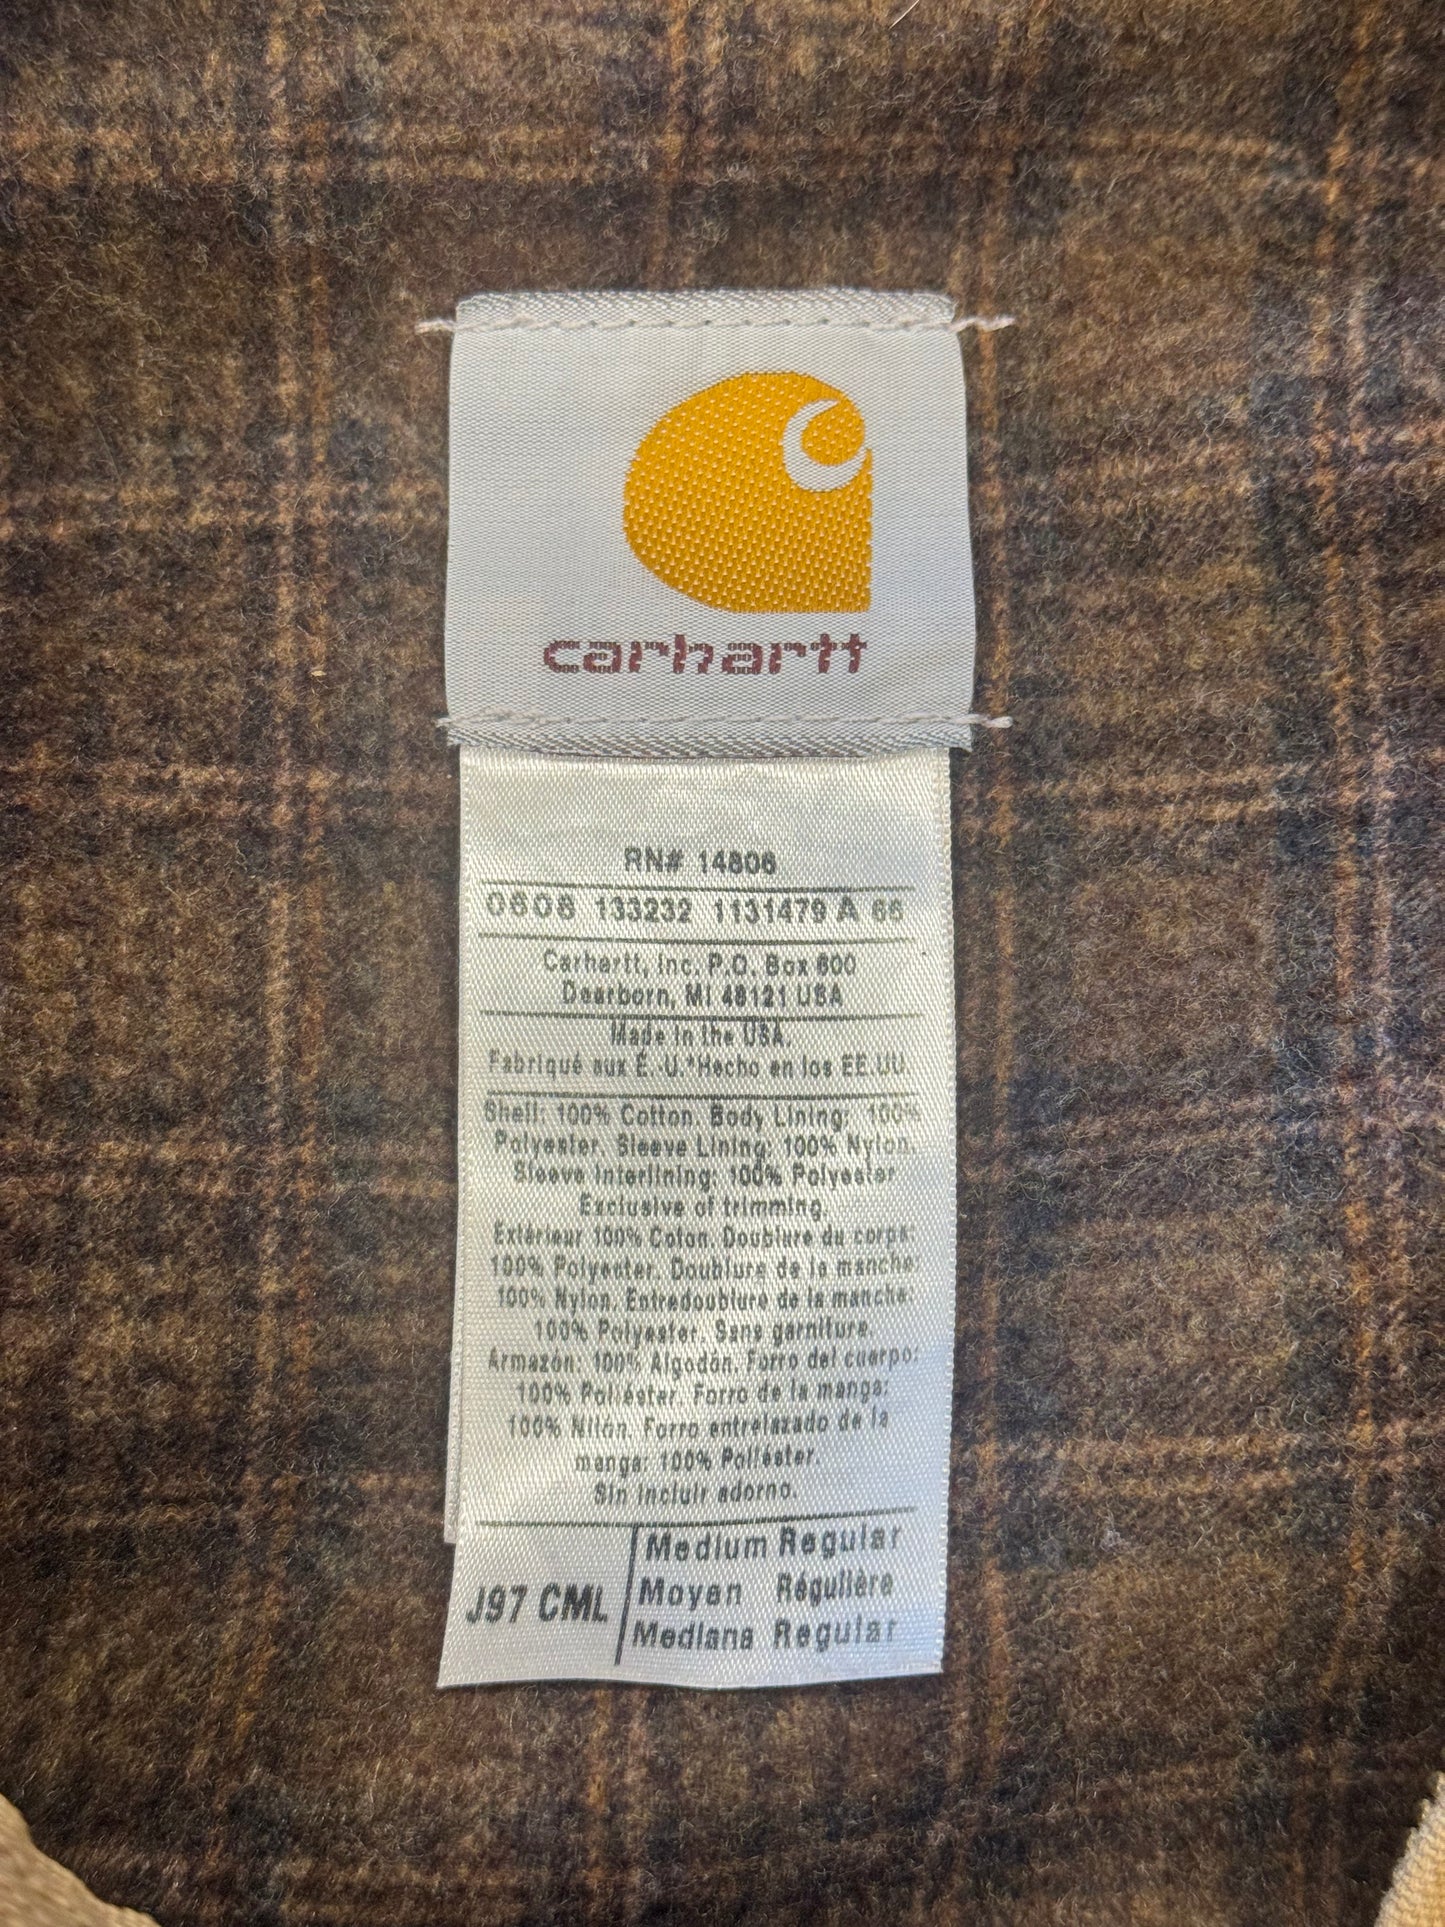 carhartt
RN# 14806
0608 133232 1131479 A 66
Carhartt, Inc. P.O. Box 600
Dearborn, MI 48121 USA
Made in the USA.
Fabriqué aux É.-U.*Hecho en los EE.UU.
Shell: 100% Cotton. Body Lining: 100%
Polyester. Sleeve Lining: 100% Nylon.
Sleeve Interlining: 100% Polyester
Exclusive of trimming.
Extérieur 100% Coton. Doublure du corps:
100% Polyester. Doublure de la manche:
100% Nylon. Entredoublure de la manche:
100% Polyester. Sans garniture.
Armazón: 100% Algodón. Forro del cuerpo:
100% Poliéster. Forro de la manga:
100% Nilón. Forro entrelazado de la
manga: 100% Poliéster.
Sin incluir adorno.
J97 CML
Medium Regular
Moyen Régulière
Mediana Regular